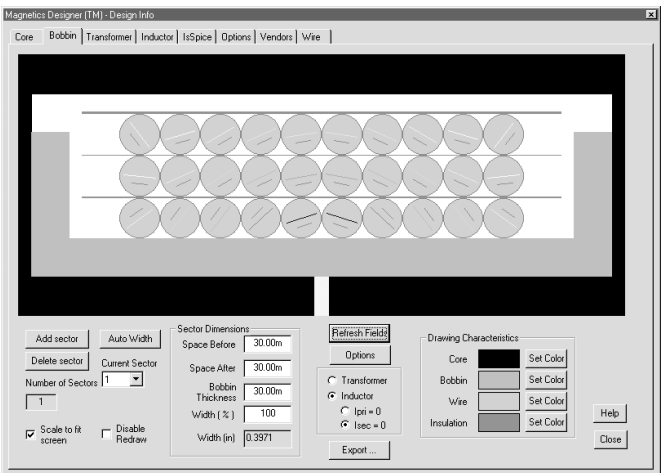 Magnetics Designer (TM) - Design Info
Core Bobbin Transformer Inductor IsSpice Options Vendors Wire
Add sector Auto Width
Delete sector
Current Sector
Number of Sectors 1
1
Scale to fit screen
Disable Redraw
Sector Dimensions
Space Before 30.00m
Space After 30.00m
Bobbin Thickness 30.00m
Width ( % ) 100
Width (in) 0.3971
Refresh Fields
Options
Transformer
Inductor
Ipri = 0
Isec = 0
Export ...
Drawing Characteristics
Core Set Color
Bobbin Set Color
Wire Set Color
Insulation Set Color
Help
Close